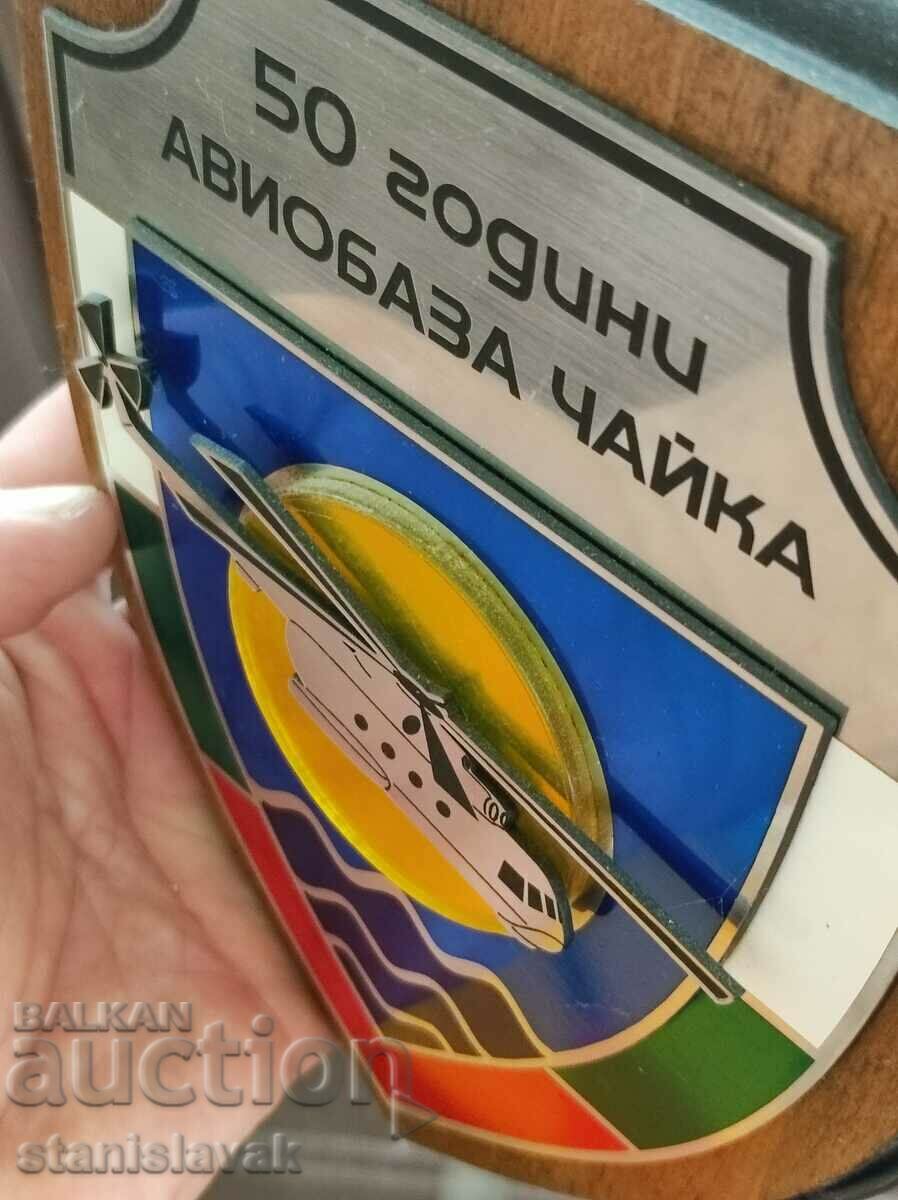 50 години
АВИОБАЗА ЧАЙКА
BALKAN
auction
stanislavak